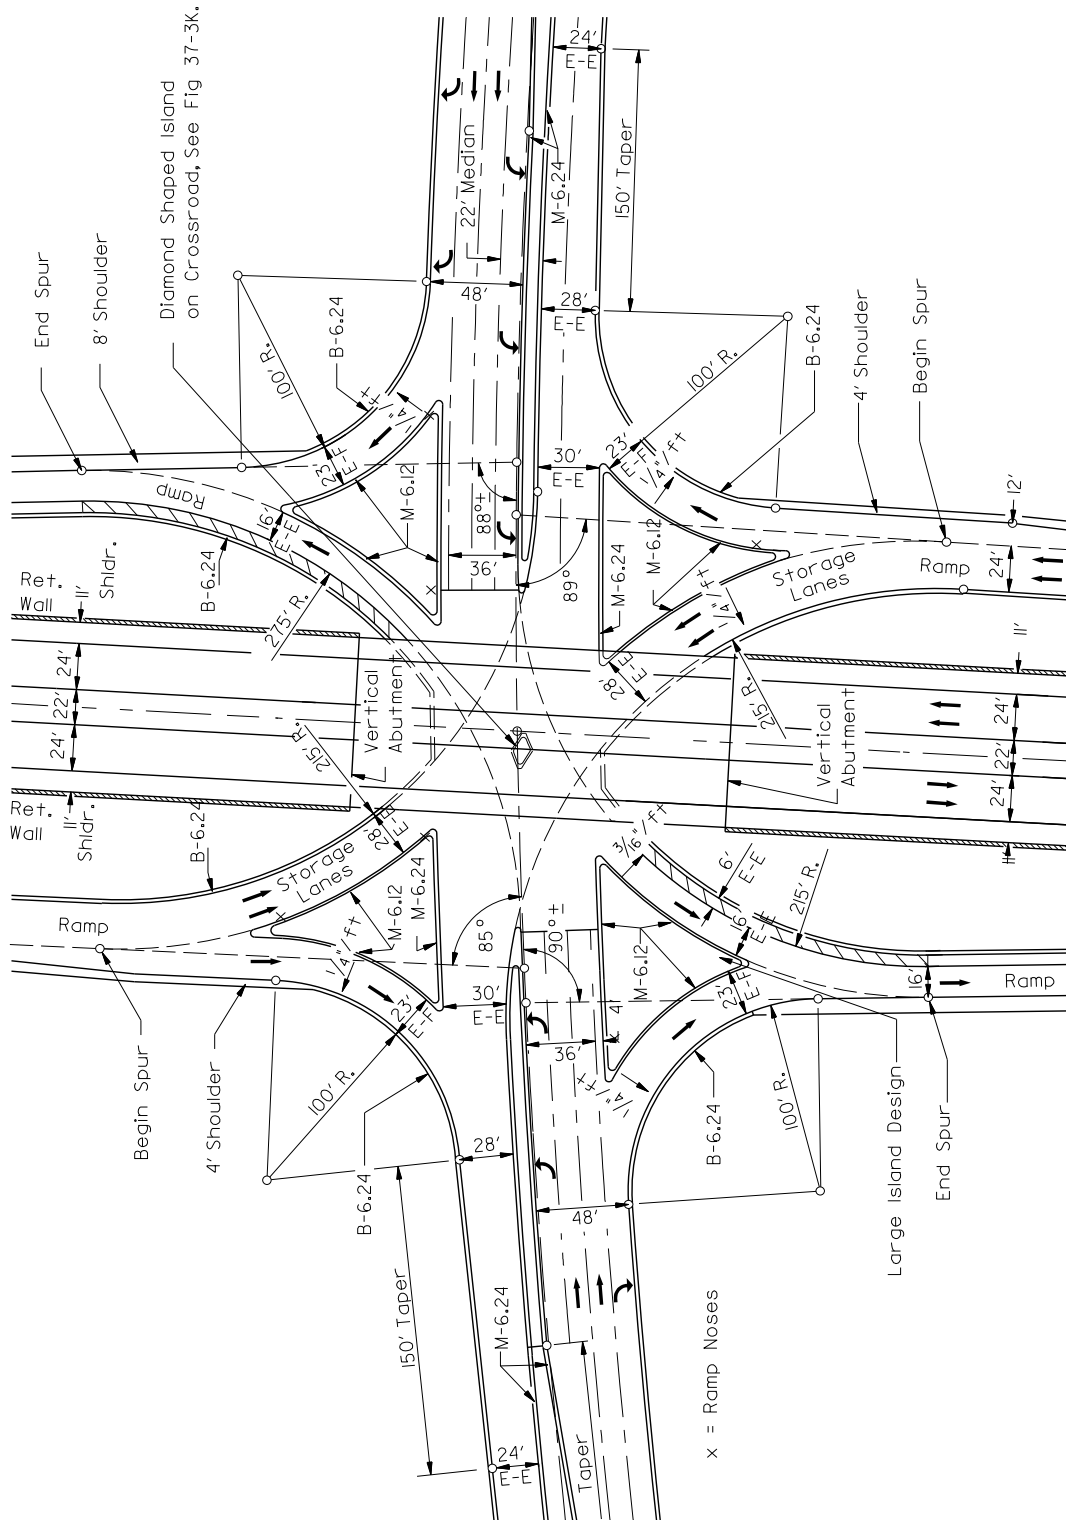 Diamond Shaped Island
on Crossroad, See Fig 37-3K.
End Spur
8' Shoulder
24'
E-E
150' Taper
22' Median
M-6.24
48'
28'
E-E
B-6.24
100' R.
1/4"/ft
23'
E-F
Ramp
M-6.12
16'
E-E
88°±
30'
E-E
36'
89°
100' R.
B-6.24
4' Shoulder
Begin Spur
23'
E-F
1/4"/ft
M-6.12
M-6.24
1/4"/ft
Storage
Lanes
Ramp
24'
12'
28'
E-E
Ret.
Wall
11'
Shldr.
B-6.24
275' R.
24'
22'
24'
Vertical
Abutment
215' R.
215' R.
11'
24'
22'
24'
11'
Vertical
Abutment
Ret.
Wall
11'
Shldr.
B-6.24
28'
E-E
Storage
Lanes
Ramp
M-6.12
M-6.24
1/4"/ft
85°
90°±
3/16"/ft
6'
E-E
215' R.
16'
E-E
M-6.12
23'
E-F
4'
x
36'
1/4"/ft
30'
E-E
23'
E-F
100' R.
Begin Spur
4' Shoulder
B-6.24
28'
48'
B-6.24
100' R.
16'
Ramp
Large Island Design
End Spur
150' Taper
M-6.24
24'
E-E
Taper
x = Ramp Noses